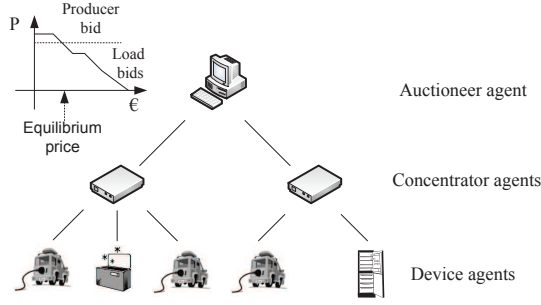 P
Producer
bid
Load
bids
€
Equilibrium
price
Auctioneer agent
Concentrator agents
Device agents